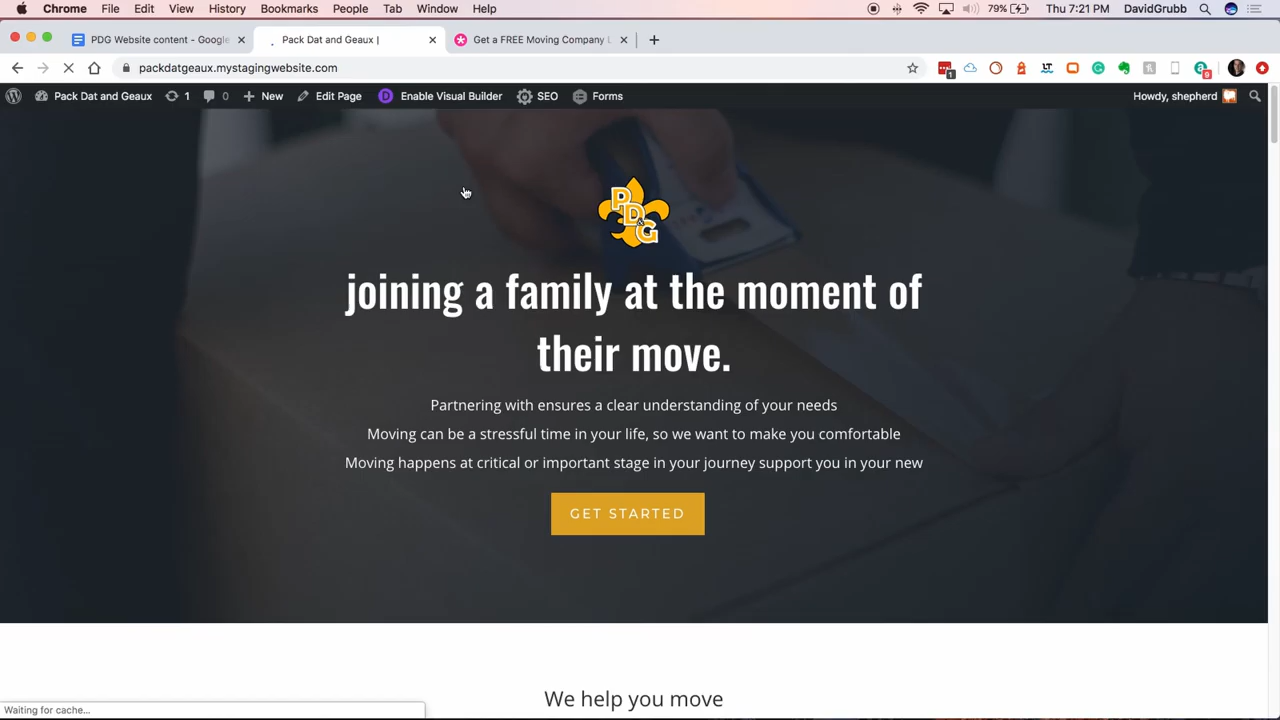 Chrome File Edit View History Bookmarks People Tab Window Help 79% Thu 7:21 PM DavidGrubb
PDG Website content - Google Pack Dat and Geaux | Get a FREE Moving Company
packdatgeaux.mystagingwebsite.com
Pack Dat and Geaux 1 0 New Edit Page Enable Visual Builder SEO Forms Howdy, shepherd
PDG
joining a family at the moment of
their move.
Partnering with ensures a clear understanding of your needs
Moving can be a stressful time in your life, so we want to make you comfortable
Moving happens at critical or important stage in your journey support you in your new
GET STARTED
We help you move
Waiting for cache...